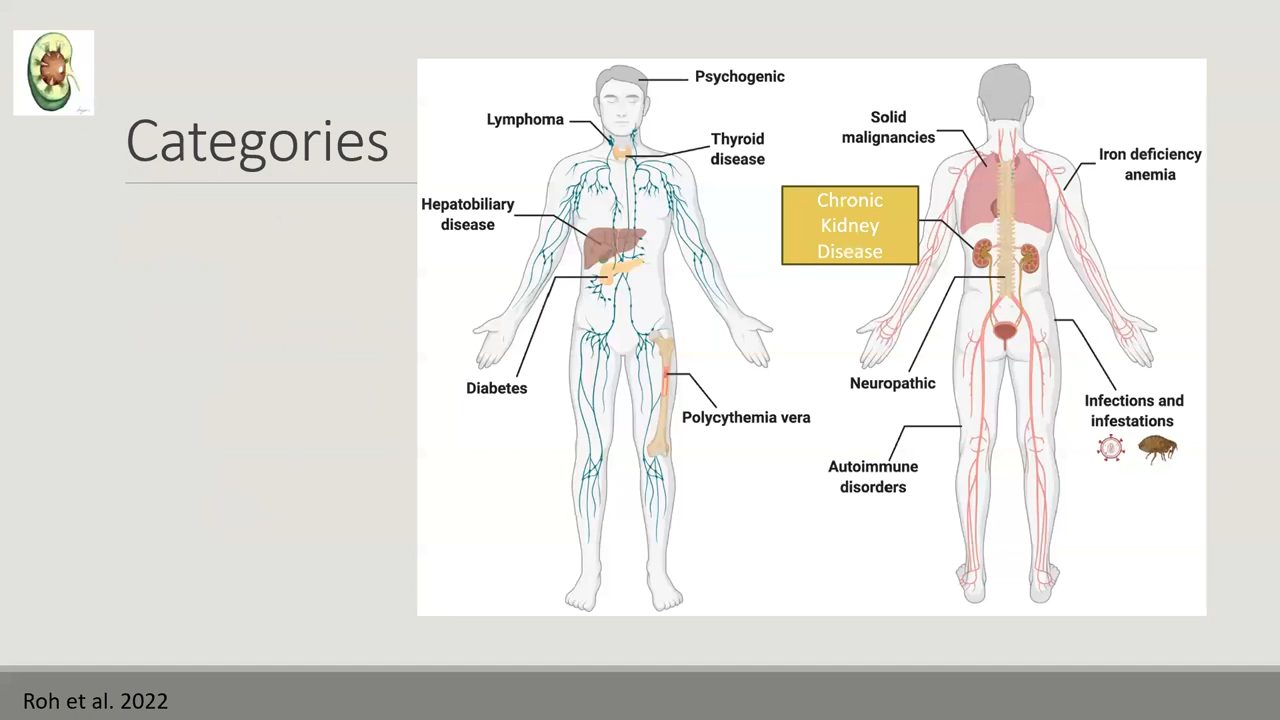 Categories
Psychogenic
Lymphoma
Thyroid
disease
Hepatobiliary
disease
Diabetes
Polycythemia vera
Solid
malignancies
Iron deficiency
anemia
Chronic
Kidney
Disease
Neuropathic
Infections and
infestations
Autoimmune
disorders
Roh et al. 2022